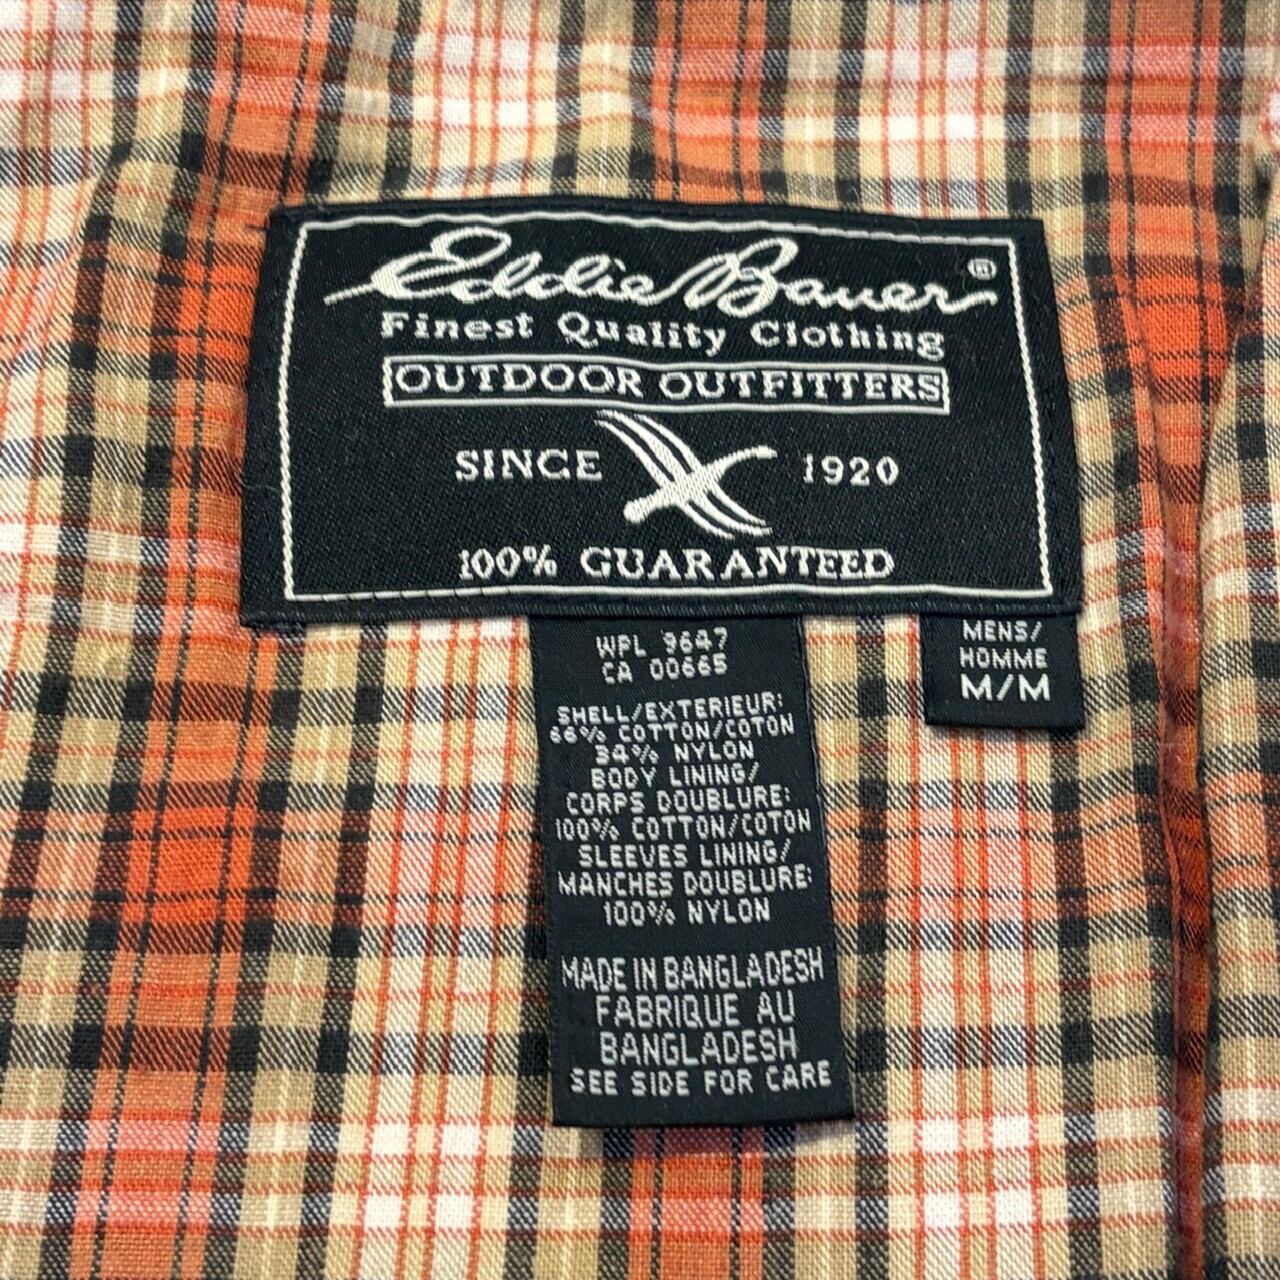 Eddie Bauer ®
Finest Quality Clothing
OUTDOOR OUTFITTERS
SINCE 1920
100% GUARANTEED
WPL 9647
CA 00665
SHELL/EXTERIEUR:
66% COTTON/COTON
34% NYLON
BODY LINING/
CORPS DOUBLURE:
100% COTTON/COTON
SLEEVES LINING/
MANCHES DOUBLURE:
100% NYLON
MADE IN BANGLADESH
FABRIQUE AU
BANGLADESH
SEE SIDE FOR CARE
MENS/
HOMME
M/M